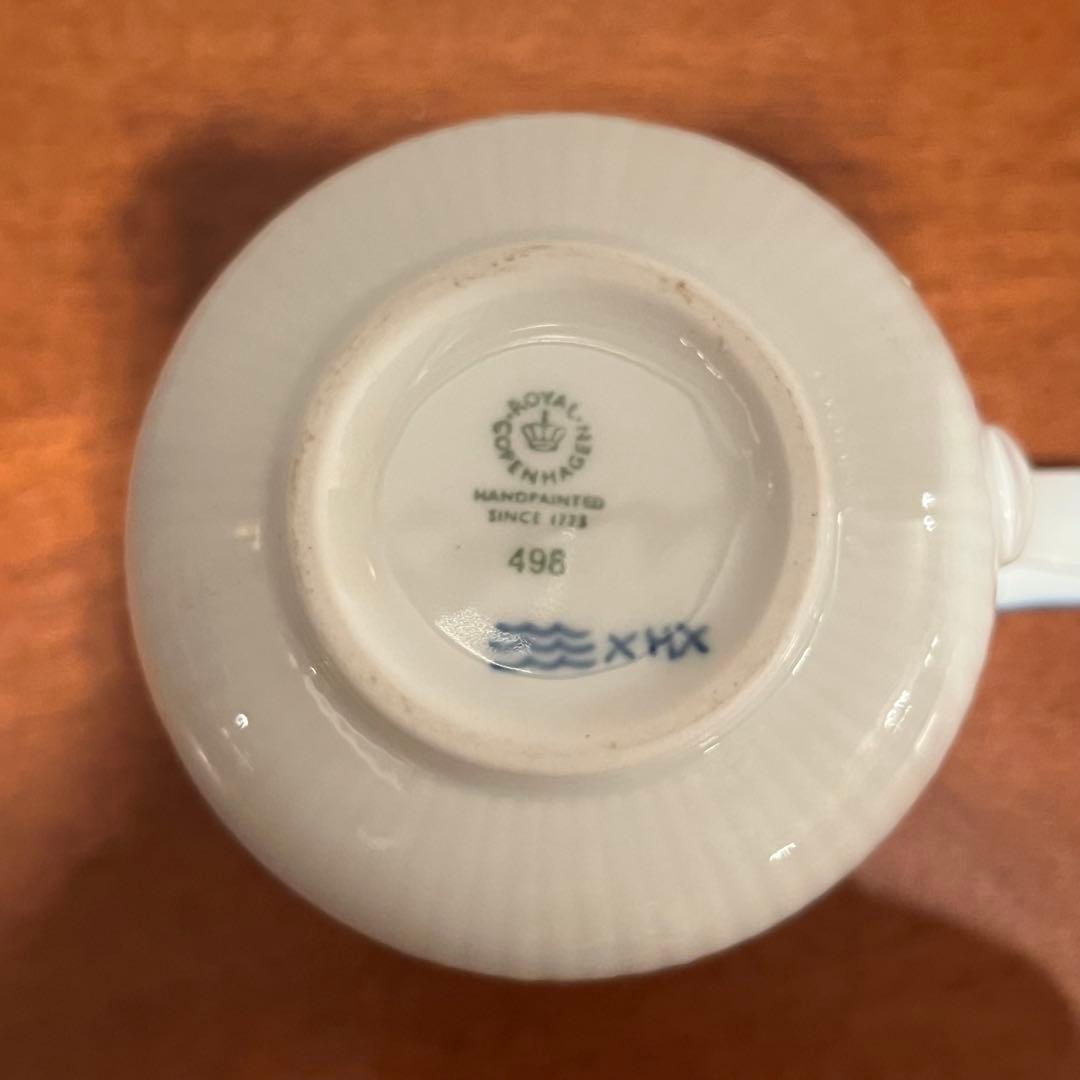 ROYAL COPENHAGEN
HANDPAINTED
SINCE 1775
498
XHX